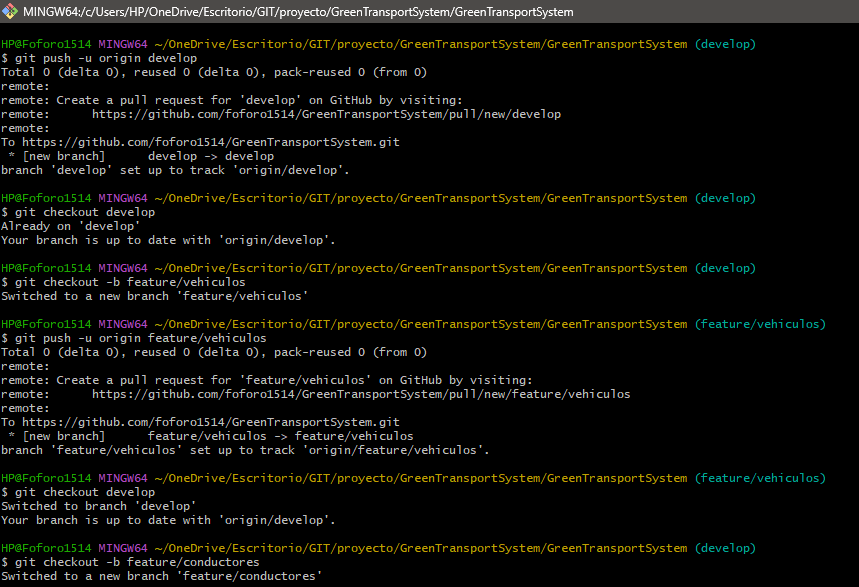 MINGW64:/c/Users/HP/OneDrive/Escritorio/GIT/proyecto/GreenTransportSystem/GreenTransportSystem
HP@Foforo1514 MINGW64 ~/OneDrive/Escritorio/GIT/proyecto/GreenTransportSystem/GreenTransportSystem (develop)
$ git push -u origin develop
Total 0 (delta 0), reused 0 (delta 0), pack-reused 0 (from 0)
remote:
remote: Create a pull request for 'develop' on GitHub by visiting:
remote:      https://github.com/foforo1514/GreenTransportSystem/pull/new/develop
remote:
To https://github.com/foforo1514/GreenTransportSystem.git
 * [new branch]      develop -> develop
branch 'develop' set up to track 'origin/develop'.
HP@Foforo1514 MINGW64 ~/OneDrive/Escritorio/GIT/proyecto/GreenTransportSystem/GreenTransportSystem (develop)
$ git checkout develop
Already on 'develop'
Your branch is up to date with 'origin/develop'.
HP@Foforo1514 MINGW64 ~/OneDrive/Escritorio/GIT/proyecto/GreenTransportSystem/GreenTransportSystem (develop)
$ git checkout -b feature/vehiculos
Switched to a new branch 'feature/vehiculos'
HP@Foforo1514 MINGW64 ~/OneDrive/Escritorio/GIT/proyecto/GreenTransportSystem/GreenTransportSystem (feature/vehiculos)
$ git push -u origin feature/vehiculos
Total 0 (delta 0), reused 0 (delta 0), pack-reused 0 (from 0)
remote:
remote: Create a pull request for 'feature/vehiculos' on GitHub by visiting:
remote:      https://github.com/foforo1514/GreenTransportSystem/pull/new/feature/vehiculos
remote:
To https://github.com/foforo1514/GreenTransportSystem.git
 * [new branch]      feature/vehiculos -> feature/vehiculos
branch 'feature/vehiculos' set up to track 'origin/feature/vehiculos'.
HP@Foforo1514 MINGW64 ~/OneDrive/Escritorio/GIT/proyecto/GreenTransportSystem/GreenTransportSystem (feature/vehiculos)
$ git checkout develop
Switched to branch 'develop'
Your branch is up to date with 'origin/develop'.
HP@Foforo1514 MINGW64 ~/OneDrive/Escritorio/GIT/proyecto/GreenTransportSystem/GreenTransportSystem (develop)
$ git checkout -b feature/conductores
Switched to a new branch 'feature/conductores'